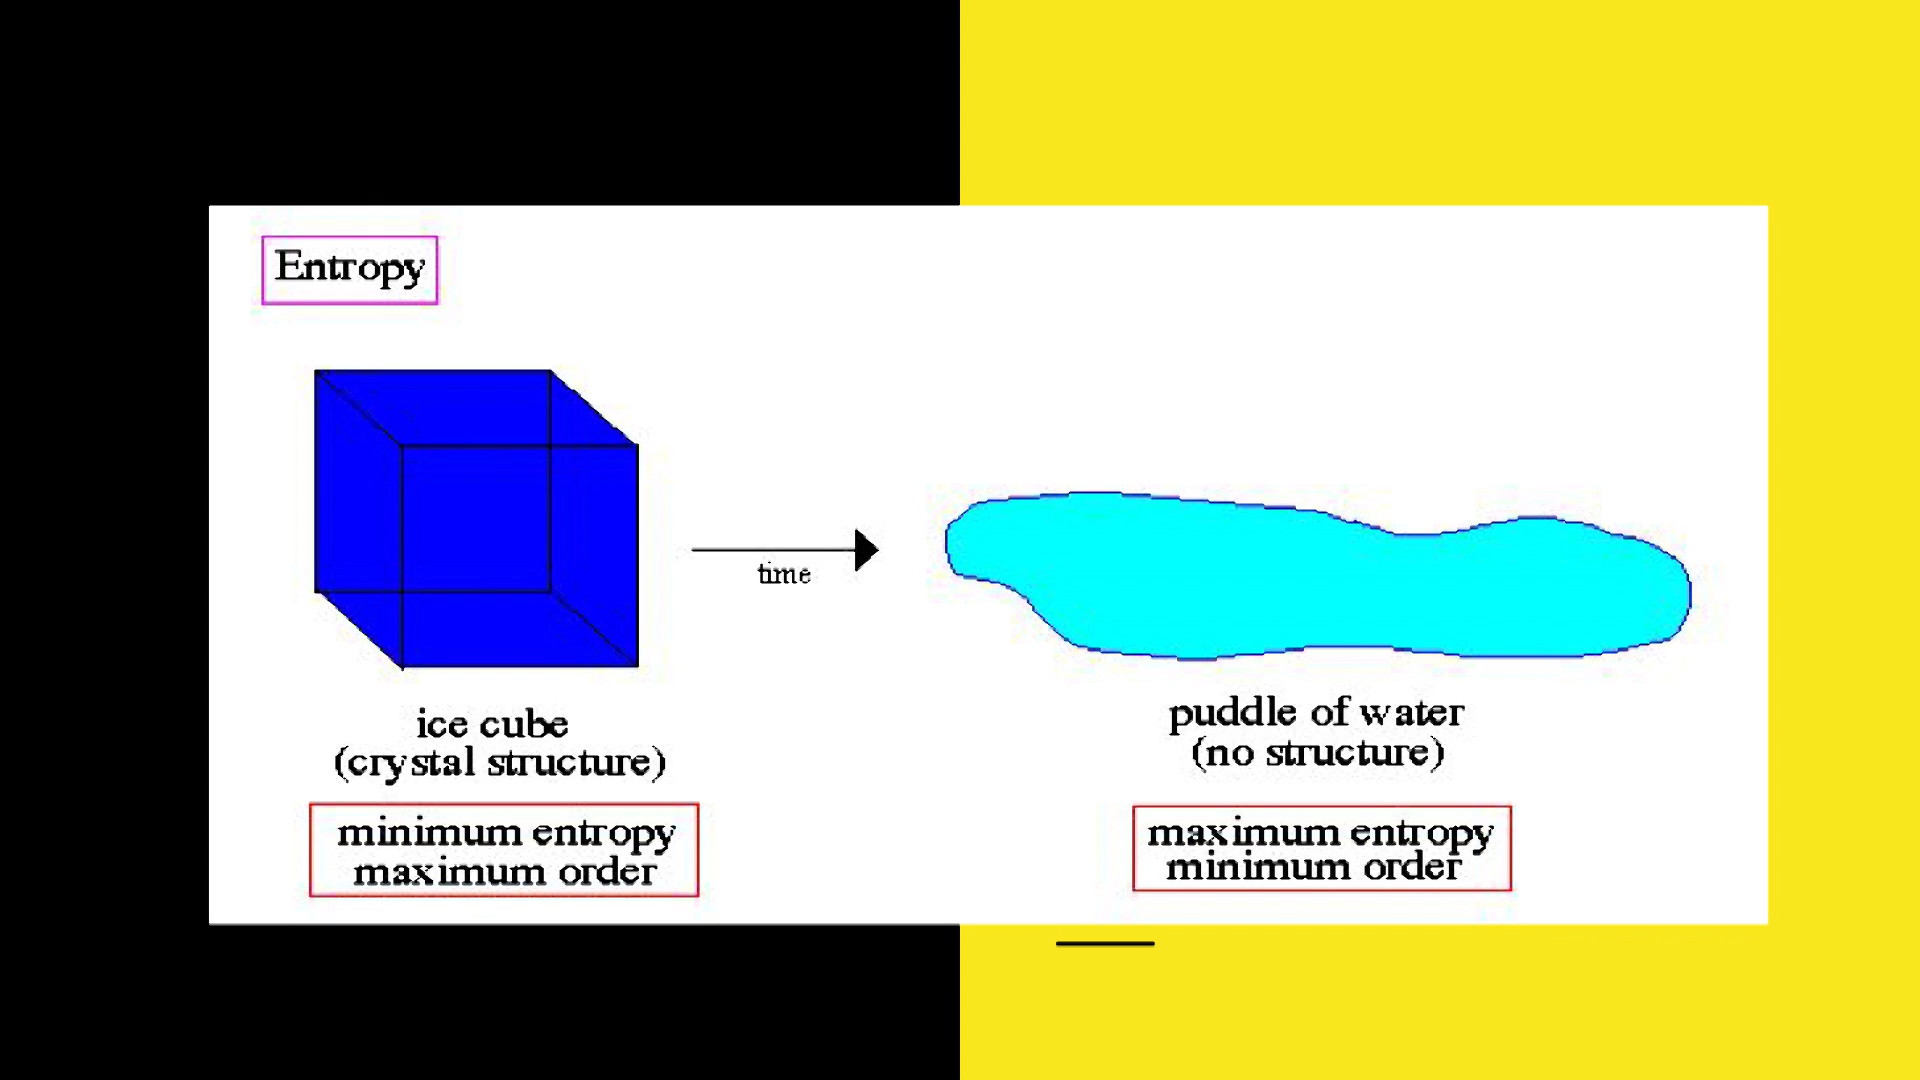 Entropy
time
ice cube
(crystal structure)
minimum entropy
maximum order
puddle of water
(no structure)
maximum entropy
minimum order